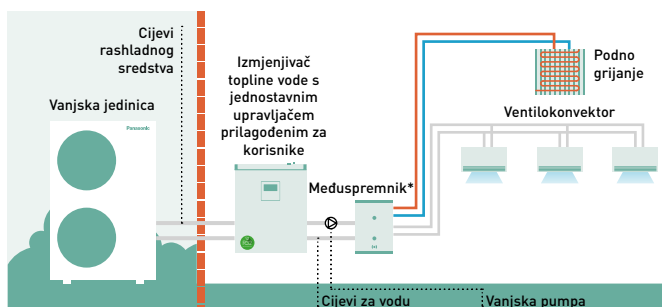 Cijevi
rashladnog
sredstva
Vanjska jedinica
Panasonic
Izmjenjivač
topline vode s
jednostavnim
upravljačem
prilagođenim za
korisnike
Međuspremnik*
Podno
grijanje
Ventilokonvektor
Cijevi za vodu
Vanjska pumpa